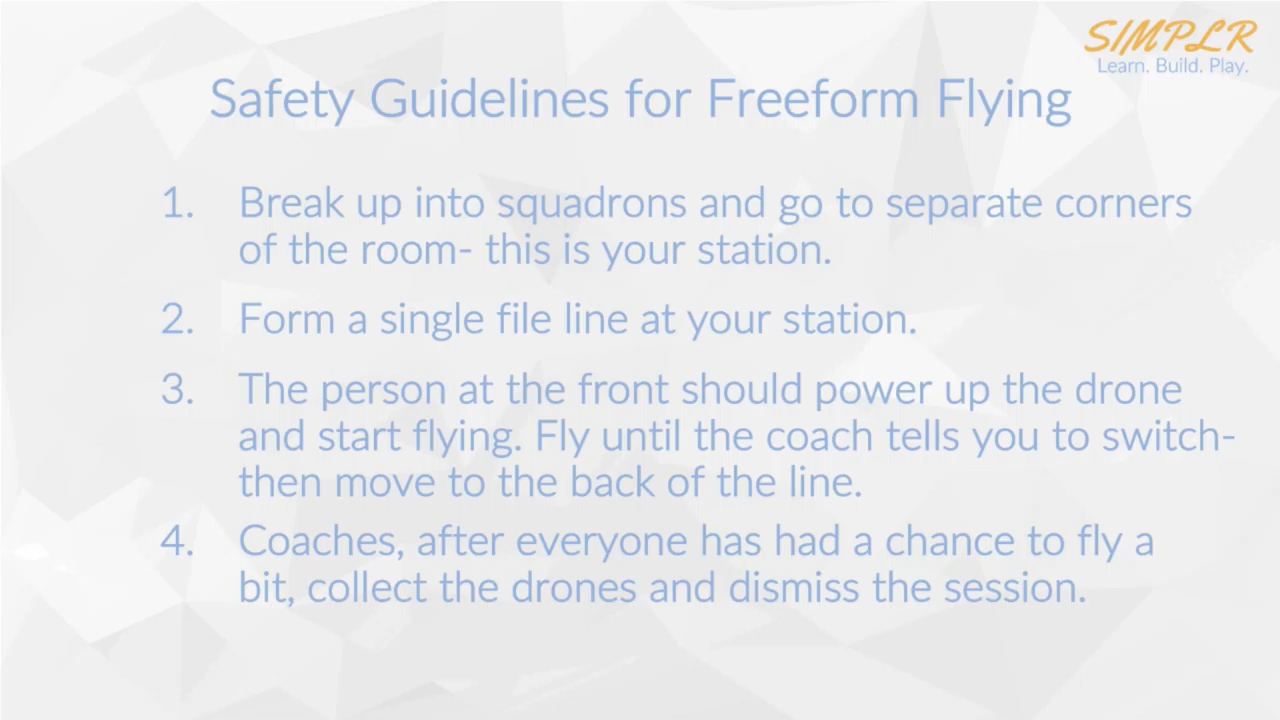 SIMPLR
Learn. Build. Play.
Safety Guidelines for Freeform Flying
1. Break up into squadrons and go to separate corners
of the room- this is your station.
2. Form a single file line at your station.
3. The person at the front should power up the drone
and start flying. Fly until the coach tells you to switch-
then move to the back of the line.
4. Coaches, after everyone has had a chance to fly a
bit, collect the drones and dismiss the session.